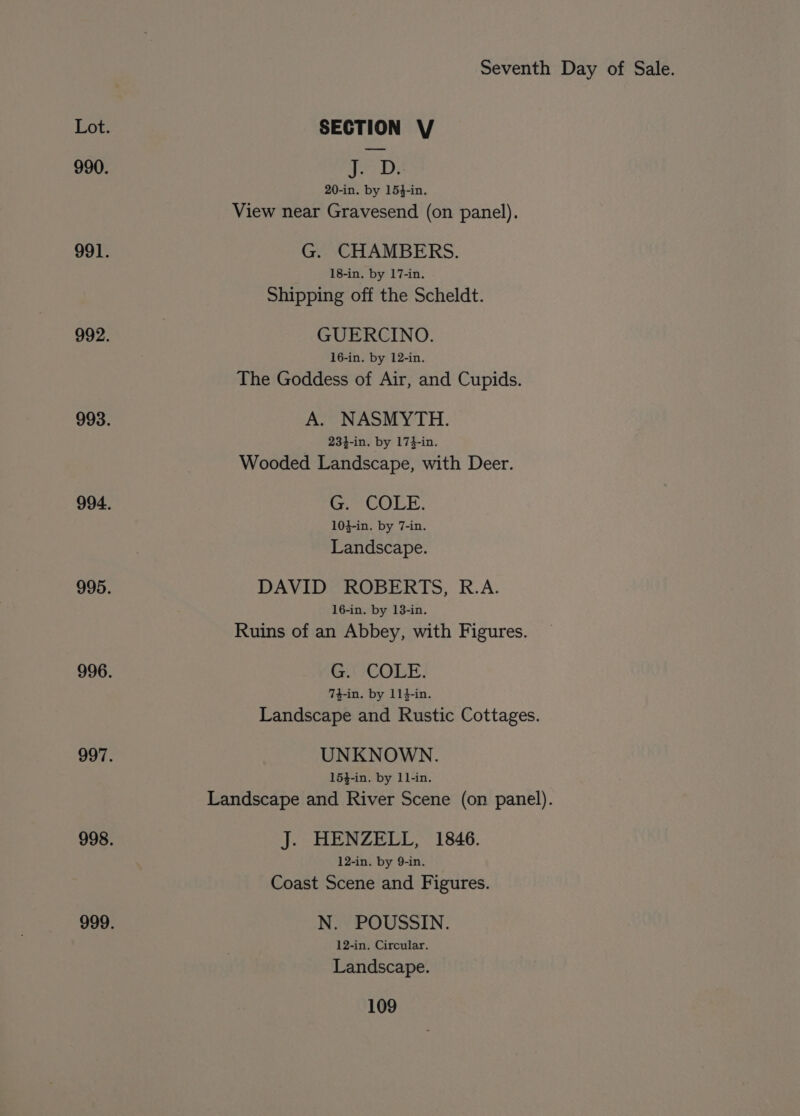 Seventh Day of Sale.
Lot. SECTION V
990. J. D.
20-in. by 15½-in.
View near Gravesend (on panel).
991. G. CHAMBERS.
18-in. by 17-in.
Shipping off the Scheldt.
992. GUERCINO.
16-in. by 12-in.
The Goddess of Air, and Cupids.
993. A. NASMYTH.
23½-in. by 17½-in.
Wooded Landscape, with Deer.
994. G. COLE.
10½-in. by 7-in.
Landscape.
995. DAVID ROBERTS, R.A.
16-in. by 13-in.
Ruins of an Abbey, with Figures.
996. G. COLE.
7½-in. by 11½-in.
Landscape and Rustic Cottages.
997. UNKNOWN.
15½-in. by 11-in.
Landscape and River Scene (on panel).
998. J. HENZELL, 1846.
12-in. by 9-in.
Coast Scene and Figures.
999. N. POUSSIN.
12-in. Circular.
Landscape.
109